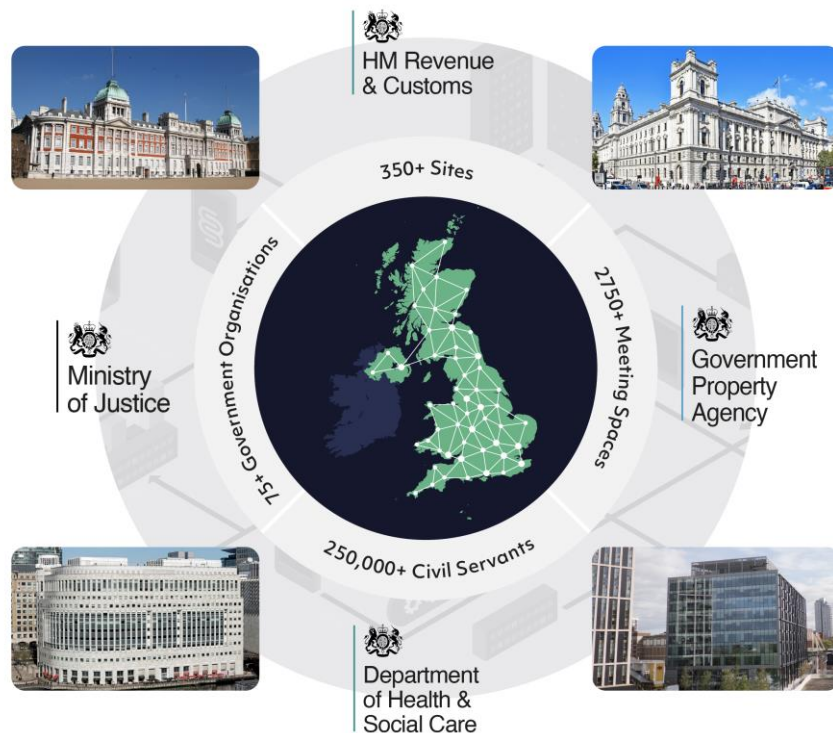 HM Revenue
& Customs
350+ Sites
75+ Government Organisations
2750+ Meeting Spaces
Ministry
of Justice
Government
Property
Agency
250,000+ Civil Servants
Department
of Health &
Social Care